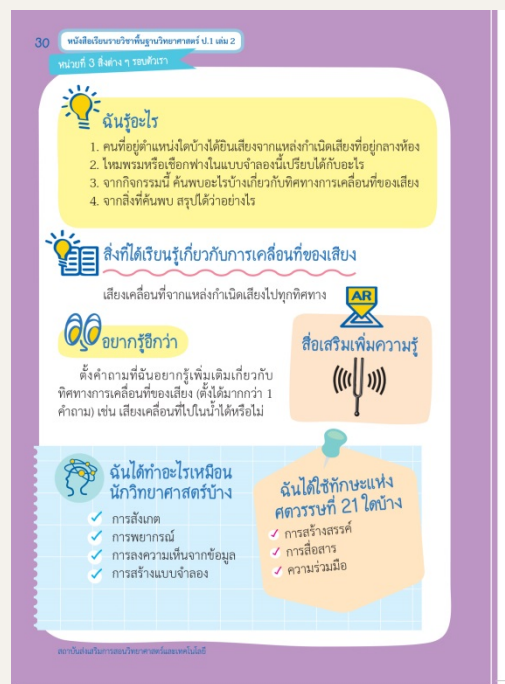 30
หนังสือเรียนรายวิชาพื้นฐานวิทยาศาสตร์ ป.1 เล่ม 2
หน่วยที่ 3 สิ่งต่าง ๆ รอบตัวเรา
ฉันรู้อะไร
1. คนที่อยู่ตำแหน่งใดบ้างได้ยินเสียงจากแหล่งกำเนิดเสียงที่อยู่กลางห้อง
2. ไหมพรมหรือเชือกฟางในแบบจำลองนี้เปรียบได้กับอะไร
3. จากกิจกรรมนี้ ค้นพบอะไรบ้างเกี่ยวกับทิศทางการเคลื่อนที่ของเสียง
4. จากสิ่งที่ค้นพบ สรุปได้ว่าอย่างไร
สิ่งที่ได้เรียนรู้เกี่ยวกับการเคลื่อนที่ของเสียง
เสียงเคลื่อนที่จากแหล่งกำเนิดเสียงไปทุกทิศทาง
อยากรู้อีกว่า
ตั้งคำถามที่ฉันอยากรู้เพิ่มเติมเกี่ยวกับ
ทิศทางการเคลื่อนที่ของเสียง (ตั้งได้มากกว่า 1
คำถาม) เช่น เสียงเคลื่อนที่ไปในน้ำได้หรือไม่
AR
สื่อเสริมเพิ่มความรู้
ฉันได้ทำอะไรเหมือน
นักวิทยาศาสตร์บ้าง
การสังเกต
การพยากรณ์
การลงความเห็นจากข้อมูล
การสร้างแบบจำลอง
ฉันได้ใช้ทักษะแห่ง
ศตวรรษที่ 21 ใดบ้าง
การสร้างสรรค์
การสื่อสาร
ความร่วมมือ
สถาบันส่งเสริมการสอนวิทยาศาสตร์และเทคโนโลยี